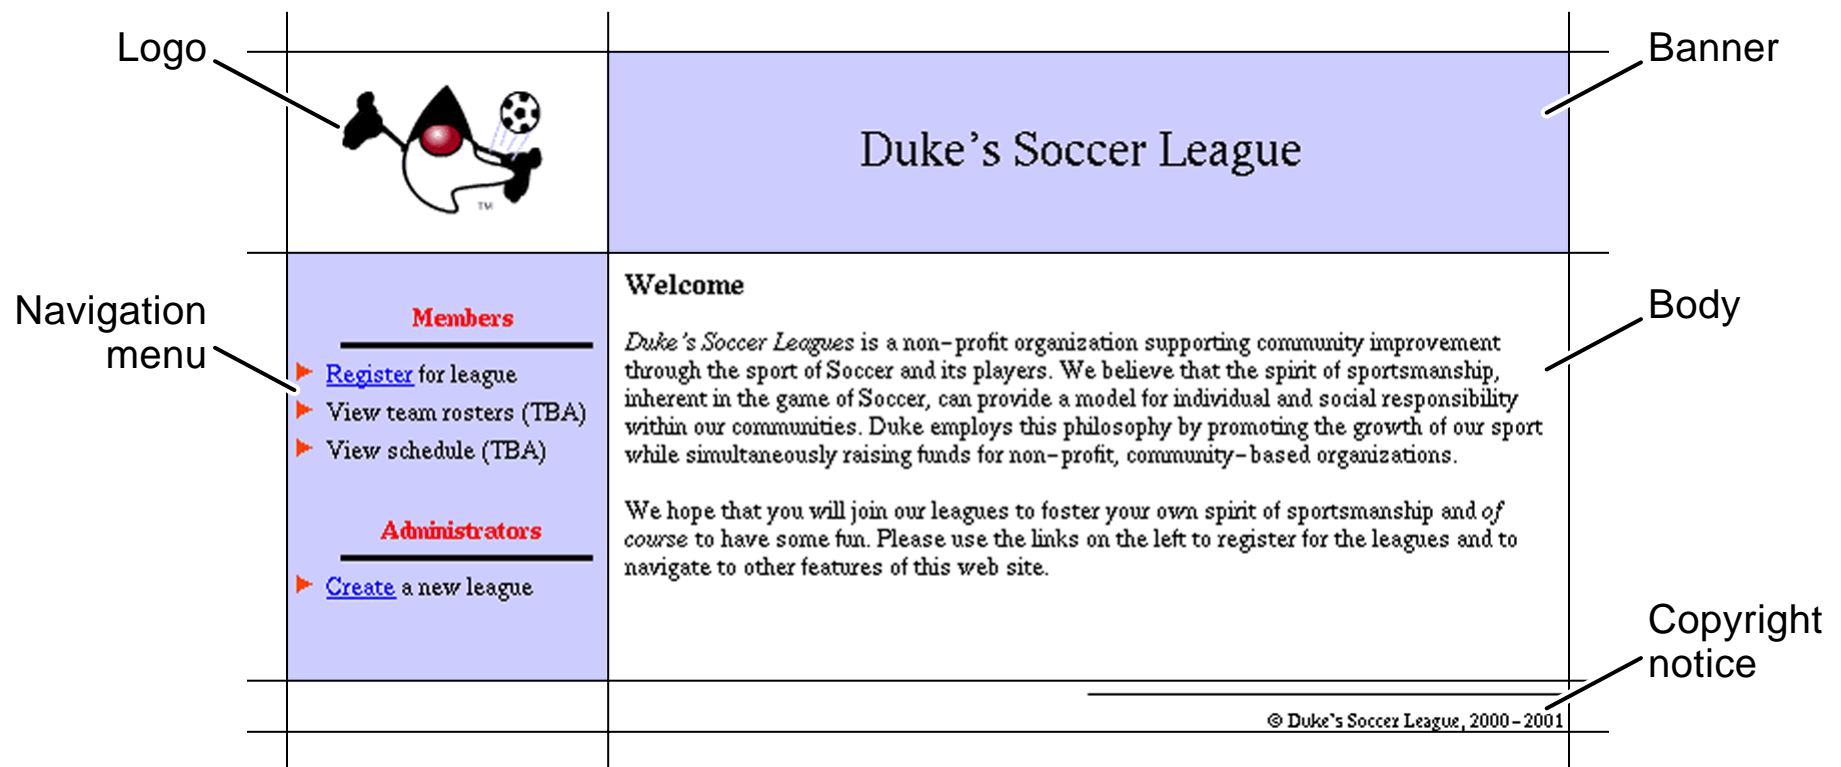 Logo
Banner
Duke's Soccer League
TM
Navigation
menu
Members
Register for league
View team rosters (TBA)
View schedule (TBA)
Administrators
Create a new league
Welcome
Duke's Soccer Leagues is a non-profit organization supporting community improvement
through the sport of Soccer and its players. We believe that the spirit of sportsmanship,
inherent in the game of Soccer, can provide a model for individual and social responsibility
within our communities. Duke employs this philosophy by promoting the growth of our sport
while simultaneously raising funds for non-profit, community-based organizations.
We hope that you will join our leagues to foster your own spirit of sportsmanship and of
course to have some fun. Please use the links on the left to register for the leagues and to
navigate to other features of this web site.
Body
Copyright
notice
© Duke's Soccer League, 2000-2001